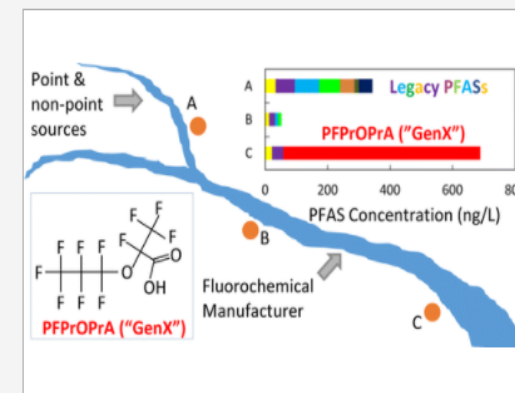 Point &
non-point
sources
A
A
Legacy PFASs
B
PFPrOPrA ("GenX")
C
0 200 400 600 80
PFAS Concentration (ng/L)
B
Fluorochemical
Manufacturer
C
F
F
F
F
F F F
F
O
O
F F F
OH
PFPrOPrA ("GenX")